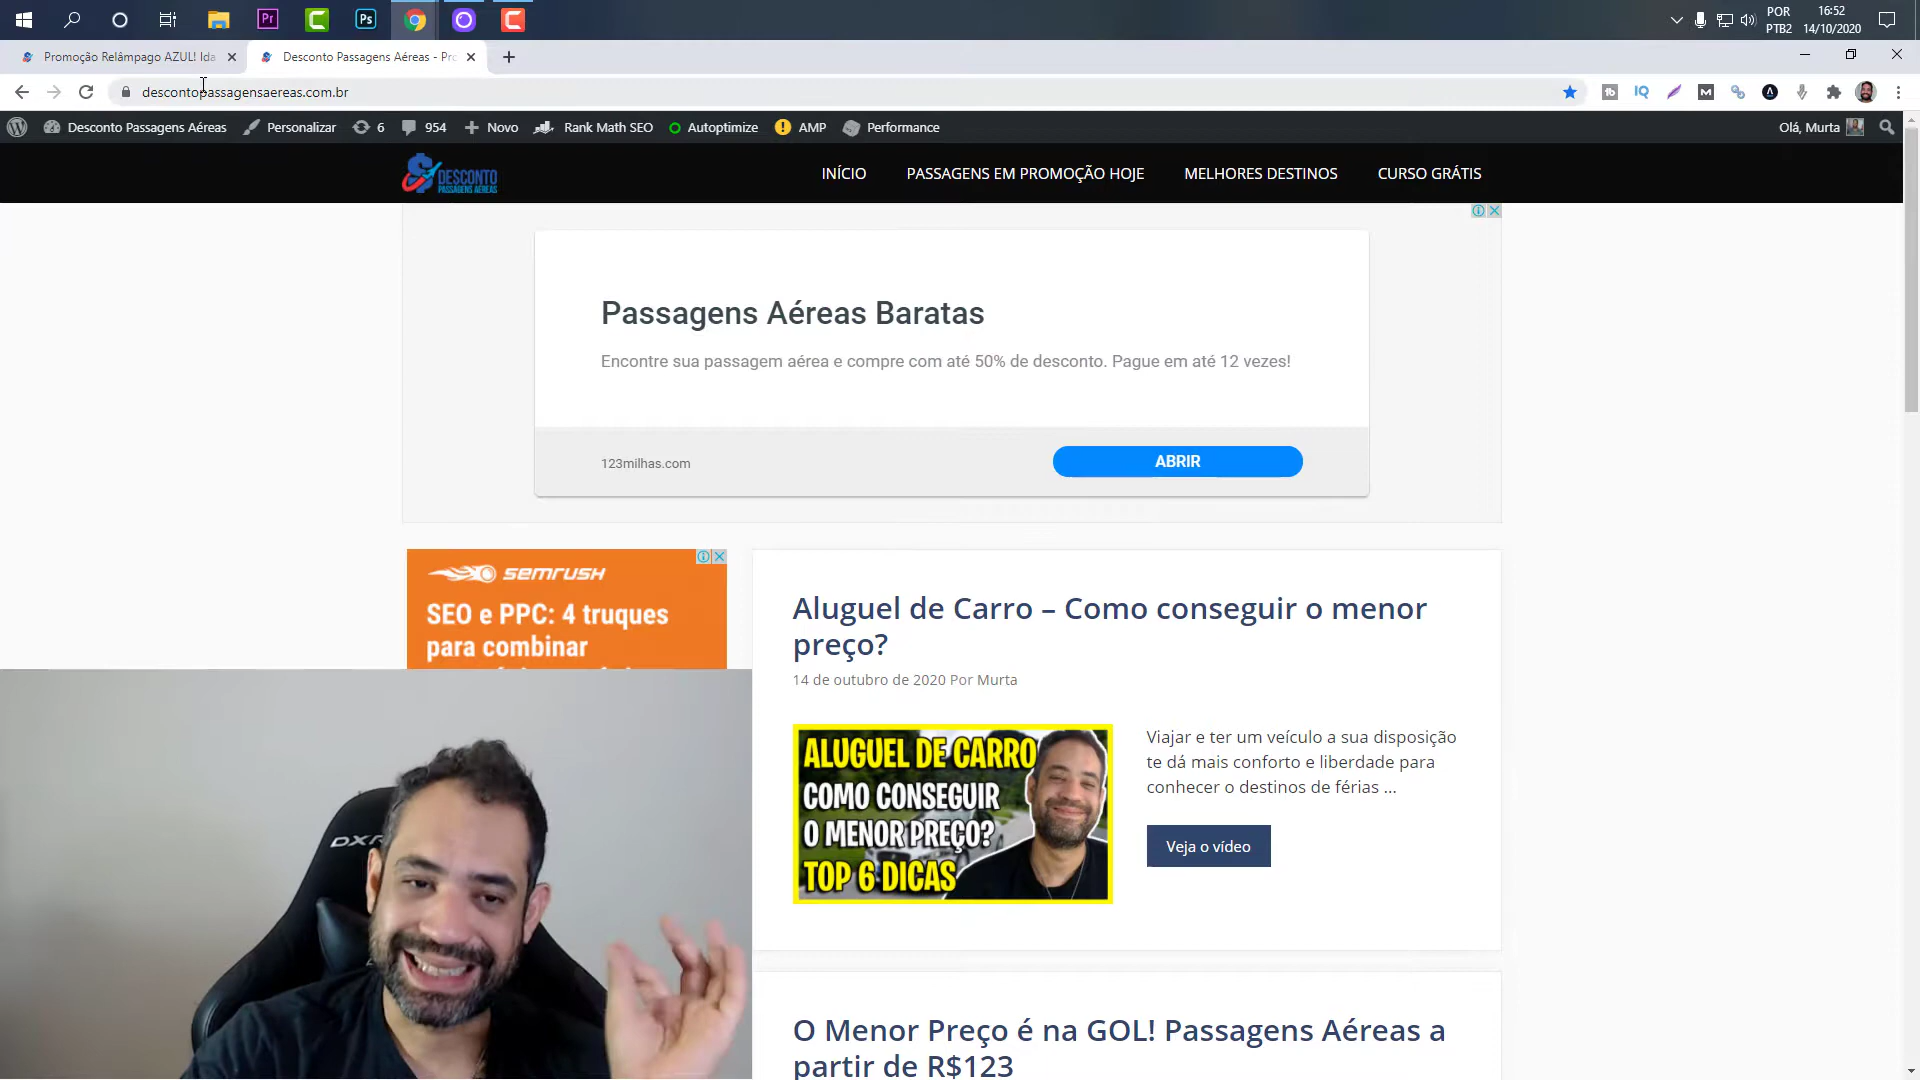 POR
PTB2
16:52
14/10/2020
Promoção Relâmpago AZUL! Ida
Desconto Passagens Aéreas - Pro
descontopassagensaereas.com.br
Desconto Passagens Aéreas
Personalizar
6
954
Novo
Rank Math SEO
Autoptimize
AMP
Performance
Olá, Murta
DESCONTO
PASSAGENS AÉREAS
INÍCIO
PASSAGENS EM PROMOÇÃO HOJE
MELHORES DESTINOS
CURSO GRÁTIS
Passagens Aéreas Baratas
Encontre sua passagem aérea e compre com até 50% de desconto. Pague em até 12 vezes!
123milhas.com
ABRIR
semrush
SEO e PPC: 4 truques
para combinar
Aluguel de Carro – Como conseguir o menor
preço?
14 de outubro de 2020 Por Murta
ALUGUEL DE CARRO
COMO CONSEGUIR
O MENOR PREÇO?
TOP 6 DICAS
Viajar e ter um veículo a sua disposição
te dá mais conforto e liberdade para
conhecer o destinos de férias ...
Veja o vídeo
O Menor Preço é na GOL! Passagens Aéreas a
partir de R$123